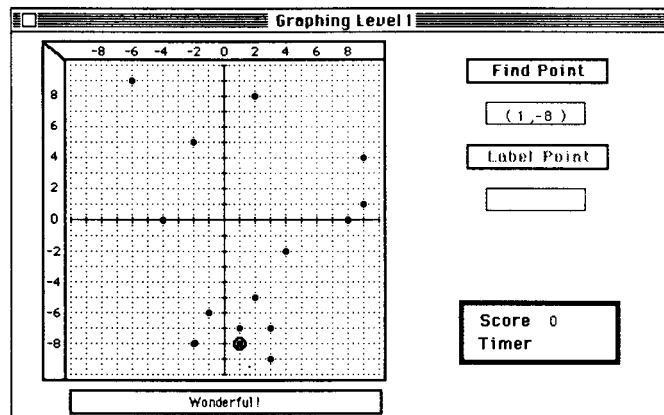 Graphing Level 1
-8 -6 -4 -2 0 2 4 6 8
8
6
4
2
0
-2
-4
-6
-8
Find Point
(1,-8)
Label Point
Score 0
Timer
Wonderful!